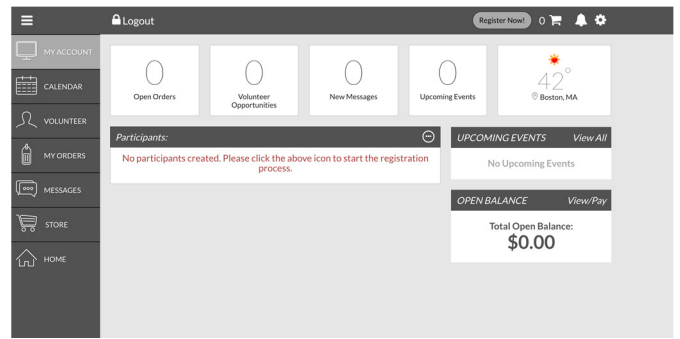 Logout
Register Now!
0
MY ACCOUNT
CALENDAR
VOLUNTEER
MY ORDERS
MESSAGES
STORE
HOME
0
Open Orders
0
Volunteer
Opportunities
0
New Messages
0
Upcoming Events
42°
Boston, MA
Participants:
No participants created. Please click the above icon to start the registration
process.
UPCOMING EVENTS View All
No Upcoming Events
OPEN BALANCE View/Pay
Total Open Balance:
$0.00